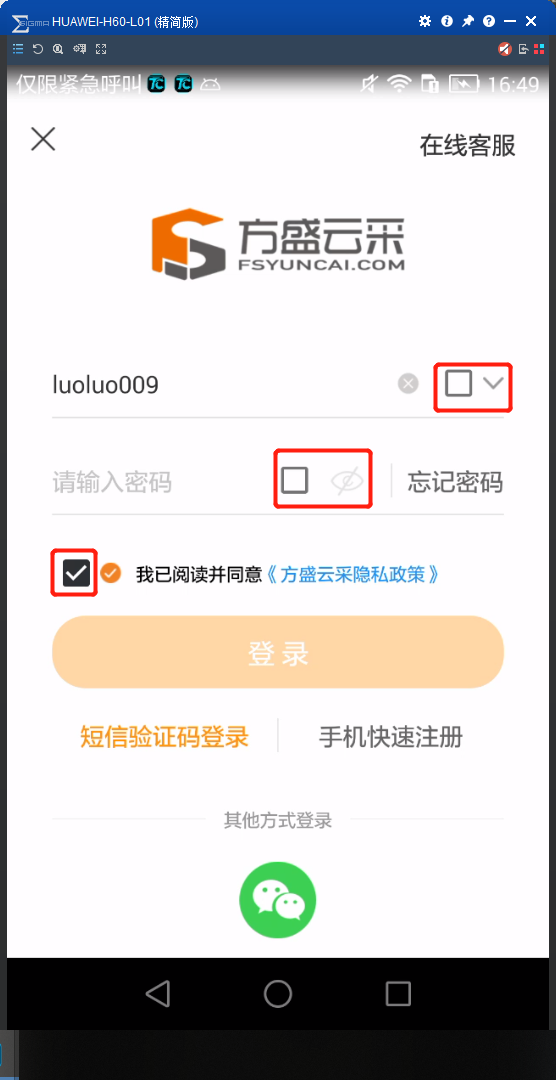 SIGMA HUAWEI-H60-L01 (精简版)
仅限紧急呼叫 16:49
在线客服
方盛云采
FSYUNCAI.COM
luoluo009
请输入密码 忘记密码
我已阅读并同意《方盛云采隐私政策》
登录
短信验证码登录 手机快速注册
其他方式登录